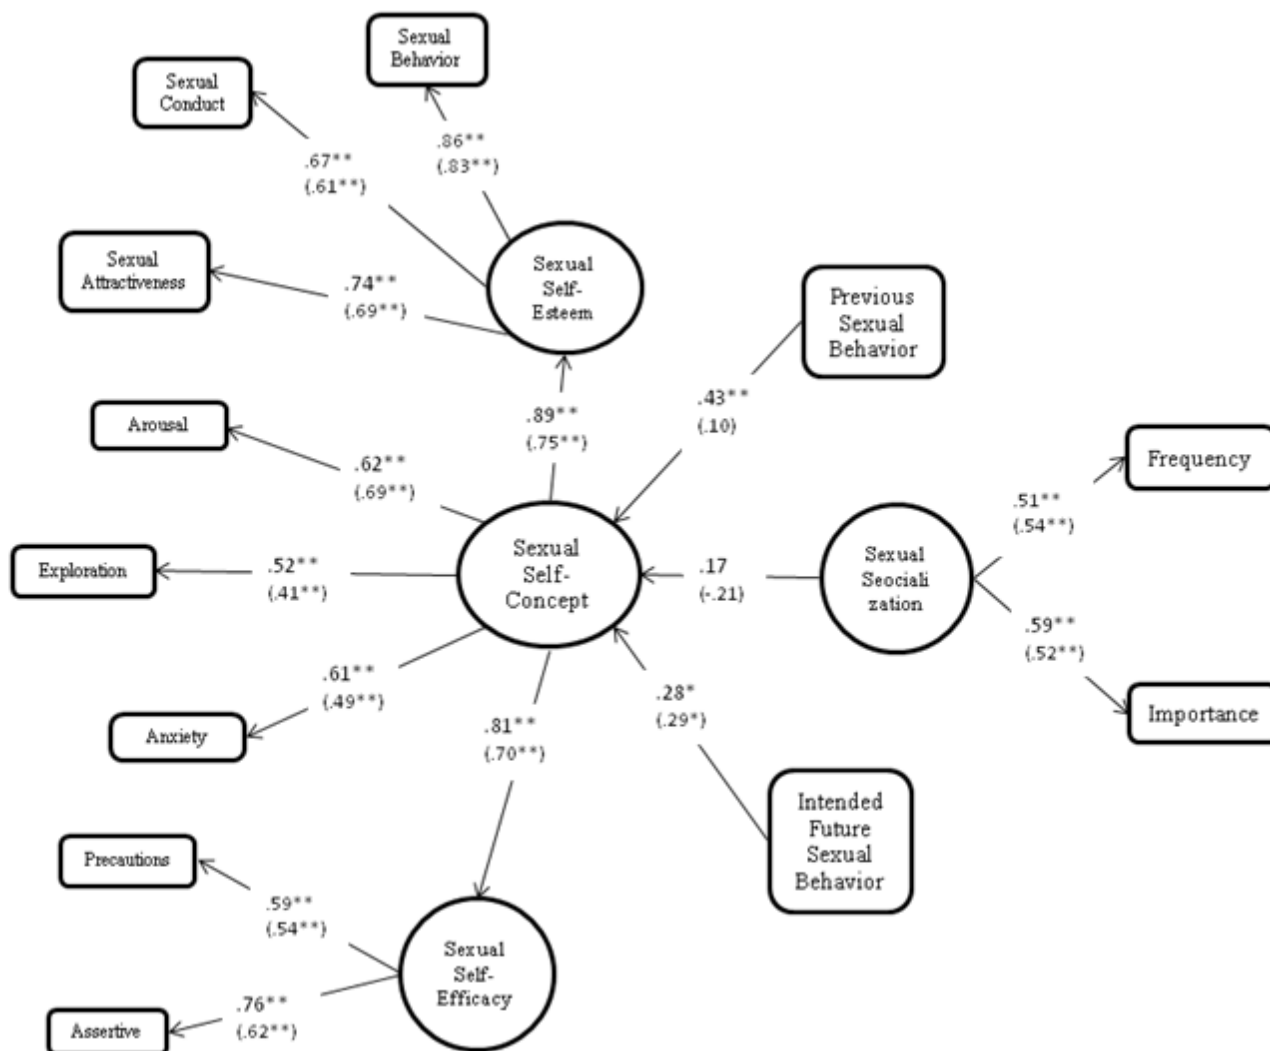 Sexual
Behavior
Sexual
Conduct
.86**
(.83**)
.67**
(.61**)
Sexual
Attractiveness
.74**
(.69**)
Sexual
Self-
Esteem
Previous
Sexual
Behavior
Arousal
.89**
(.75**)
.43**
(.10)
.62**
(.69**)
Frequency
.51**
(.54**)
Exploration
.52**
(.41**)
Sexual
Self-
Concept
.17
(-.21)
Sexual
Seociali
zation
.59**
(.52**)
.61**
(.49**)
Anxiety
.81**
(.70**)
.28*
(.29*)
Importance
Intended
Future
Sexual
Behavior
Precautions
.59**
(.54**)
Sexual
Self-
Efficacy
.76**
(.62**)
Assertive